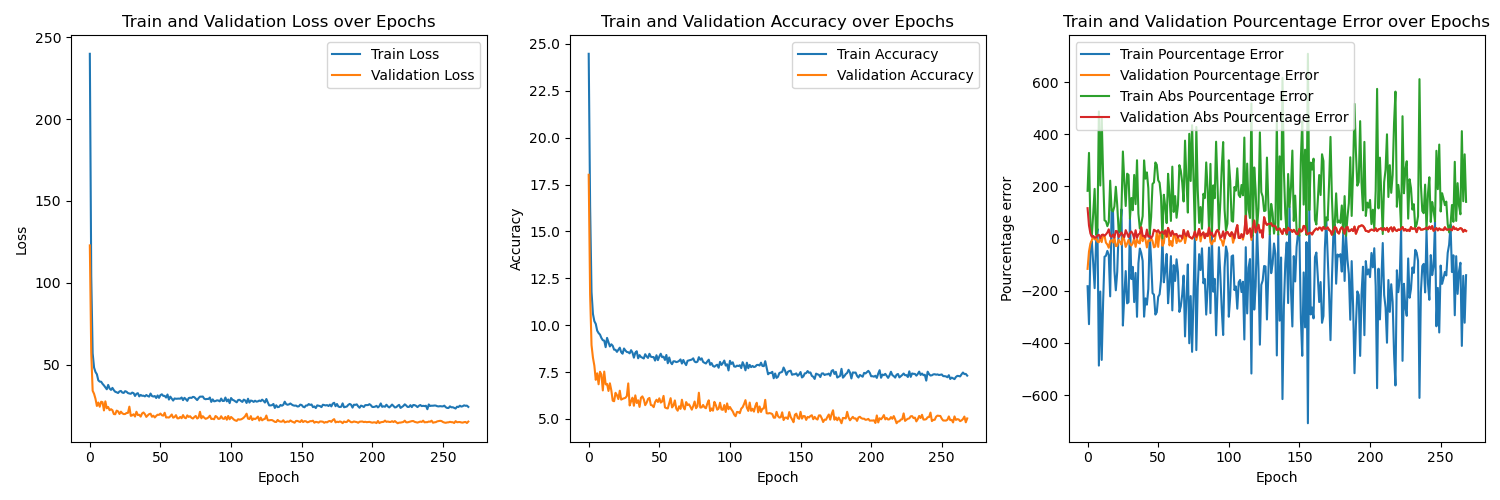 Train and Validation Loss over Epochs
Train Loss
Validation Loss
250
200
150
100
50
Loss
0
50
100
150
200
250
Epoch
Train and Validation Accuracy over Epochs
Train Accuracy
Validation Accuracy
25.0
22.5
20.0
17.5
15.0
12.5
10.0
7.5
5.0
Accuracy
0
50
100
150
200
250
Epoch
Train and Validation Pourcentage Error over Epochs
Train Pourcentage Error
Validation Pourcentage Error
Train Abs Pourcentage Error
Validation Abs Pourcentage Error
600
400
200
0
−200
−400
−600
Pourcentage error
0
50
100
150
200
250
Epoch